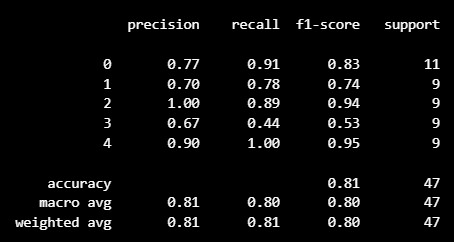 precision recall f1-score support
0 0.77 0.91 0.83 11
1 0.70 0.78 0.74 9
2 1.00 0.89 0.94 9
3 0.67 0.44 0.53 9
4 0.90 1.00 0.95 9
accuracy 0.81 47
macro avg 0.81 0.80 0.80 47
weighted avg 0.81 0.81 0.80 47